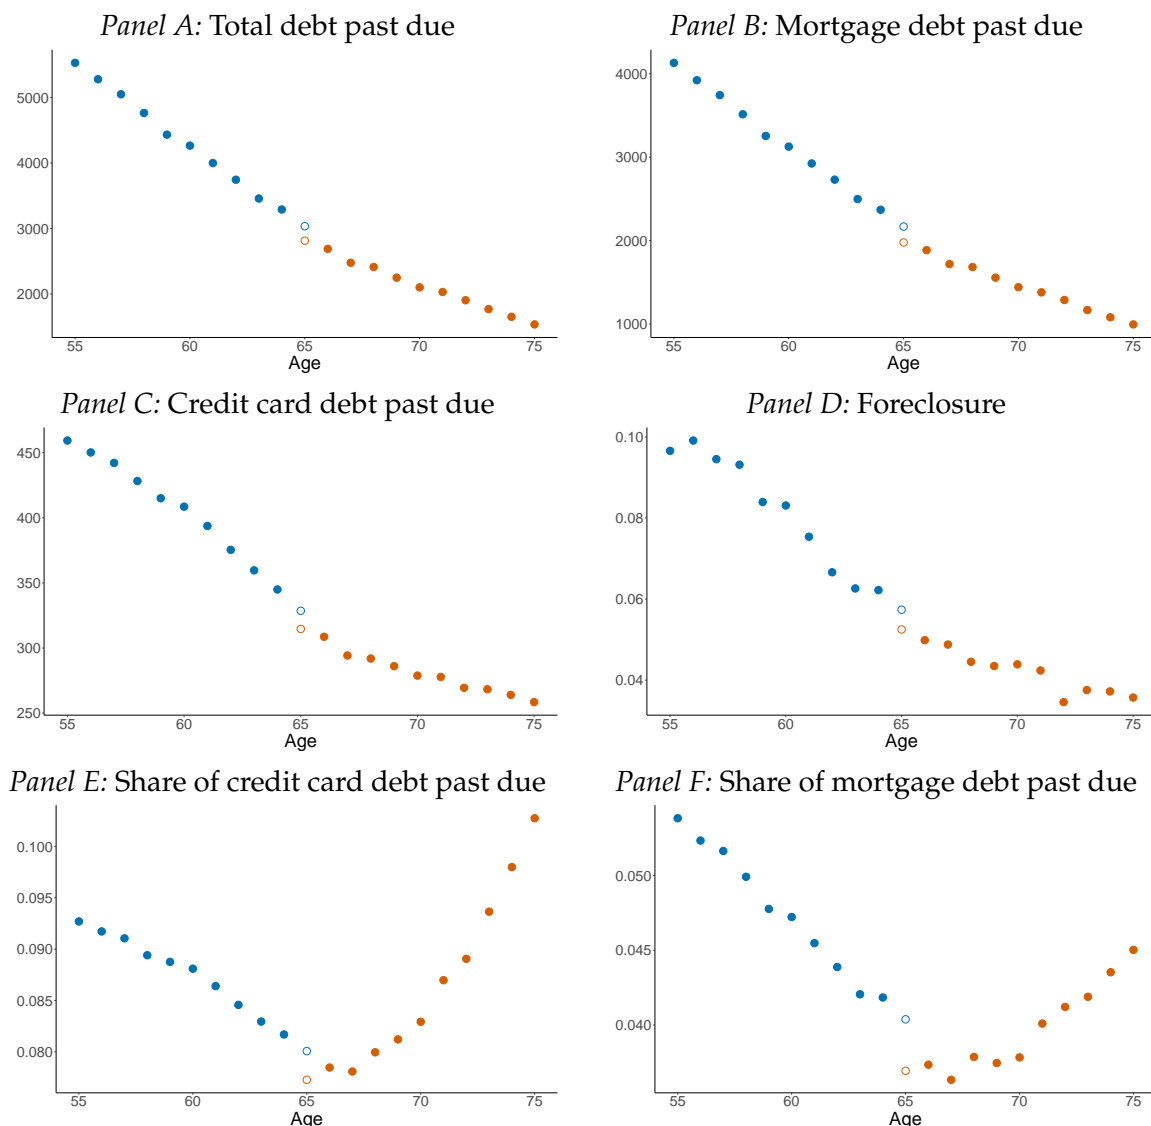 Panel A: Total debt past due
5000
4000
3000
2000
55 60 65 70 75
Age
Panel B: Mortgage debt past due
4000
3000
2000
1000
55 60 65 70 75
Age
Panel C: Credit card debt past due
450
400
350
300
250
55 60 65 70 75
Age
Panel D: Foreclosure
0.10
0.08
0.06
0.04
55 60 65 70 75
Age
Panel E: Share of credit card debt past due
0.100
0.095
0.090
0.085
0.080
55 60 65 70 75
Age
Panel F: Share of mortgage debt past due
0.050
0.045
0.040
55 60 65 70 75
Age